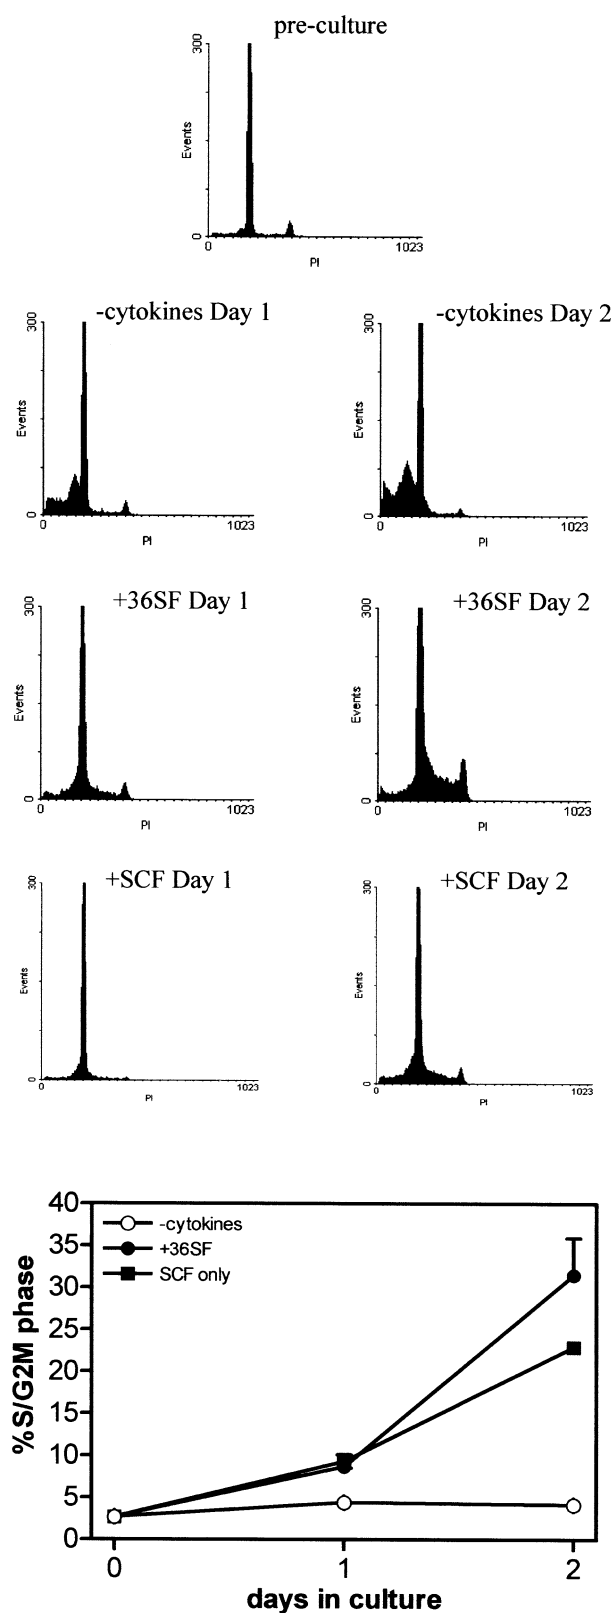 pre-culture
300
Events
0
0 1023
PI
-cytokines Day 1
300
Events
0
0 1023
PI
-cytokines Day 2
300
Events
0
0 1023
PI
+36SF Day 1
300
Events
0
0 1023
PI
+36SF Day 2
300
Events
0
0 1023
PI
+SCF Day 1
300
Events
0
0 1023
PI
+SCF Day 2
300
Events
0
0 1023
PI
40
35
30
25
20
15
10
5
0
%S/G2M phase
-cytokines
+36SF
SCF only
0 1 2
days in culture